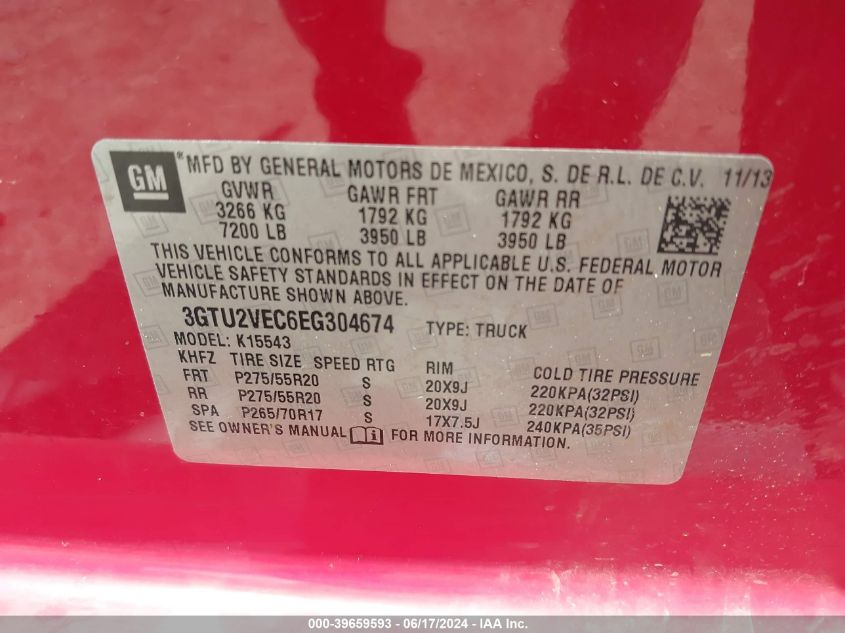 GM ® MFD BY GENERAL MOTORS DE MEXICO, S. DE R.L. DE C.V. 11/13
GVWR GAWR FRT GAWR RR
3266 KG 1792 KG 1792 KG
7200 LB 3950 LB 3950 LB
THIS VEHICLE CONFORMS TO ALL APPLICABLE U.S. FEDERAL MOTOR
VEHICLE SAFETY STANDARDS IN EFFECT ON THE DATE OF
MANUFACTURE SHOWN ABOVE.
3GTU2VEC6EG304674 TYPE: TRUCK
MODEL: K15543
KHFZ TIRE SIZE SPEED RTG RIM COLD TIRE PRESSURE
FRT P275/55R20 S 20X9J 220KPA(32PSI)
RR P275/55R20 S 20X9J 220KPA(32PSI)
SPA P265/70R17 S 17X7.5J 240KPA(35PSI)
SEE OWNER'S MANUAL FOR MORE INFORMATION.
000-39659593 - 06/17/2024 - IAA Inc.